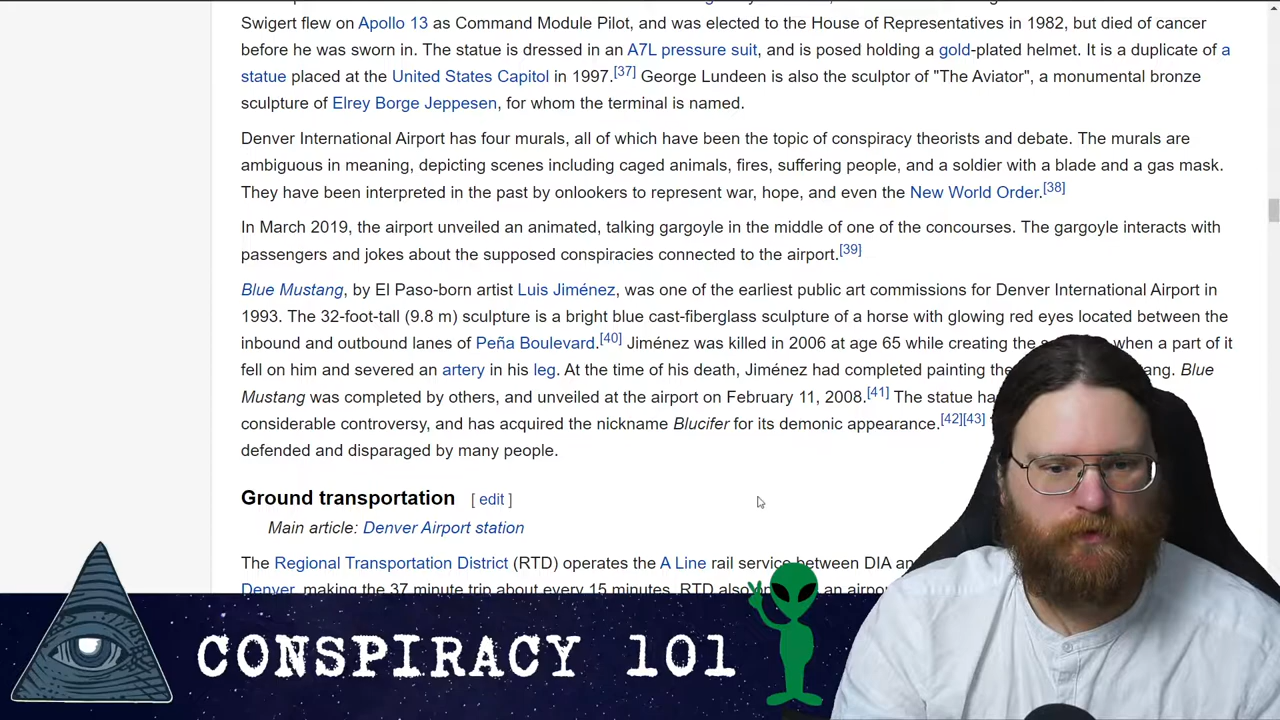 Swigert flew on Apollo 13 as Command Module Pilot, and was elected to the House of Representatives in 1982, but died of cancer
before he was sworn in. The statue is dressed in an A7L pressure suit, and is posed holding a gold-plated helmet. It is a duplicate of a
statue placed at the United States Capitol in 1997.[37] George Lundeen is also the sculptor of "The Aviator", a monumental bronze
sculpture of Elrey Borge Jeppesen, for whom the terminal is named.
Denver International Airport has four murals, all of which have been the topic of conspiracy theorists and debate. The murals are
ambiguous in meaning, depicting scenes including caged animals, fires, suffering people, and a soldier with a blade and a gas mask.
They have been interpreted in the past by onlookers to represent war, hope, and even the New World Order.[38]
In March 2019, the airport unveiled an animated, talking gargoyle in the middle of one of the concourses. The gargoyle interacts with
passengers and jokes about the supposed conspiracies connected to the airport.[39]
Blue Mustang, by El Paso-born artist Luis Jiménez, was one of the earliest public art commissions for Denver International Airport in
1993. The 32-foot-tall (9.8 m) sculpture is a bright blue cast-fiberglass sculpture of a horse with glowing red eyes located between the
inbound and outbound lanes of Peña Boulevard.[40] Jiménez was killed in 2006 at age 65 while creating the when a part of it
fell on him and severed an artery in his leg. At the time of his death, Jiménez had completed painting the Blue
Mustang was completed by others, and unveiled at the airport on February 11, 2008.[41] The statue
considerable controversy, and has acquired the nickname Blucifer for its demonic appearance.[42][43]
defended and disparaged by many people.
Ground transportation [ edit ]
Main article: Denver Airport station
The Regional Transportation District (RTD) operates the A Line rail service between DIA
Denver, making the 37 minute trip about every 15 minutes. RTD also an
CONSPIRACY 101